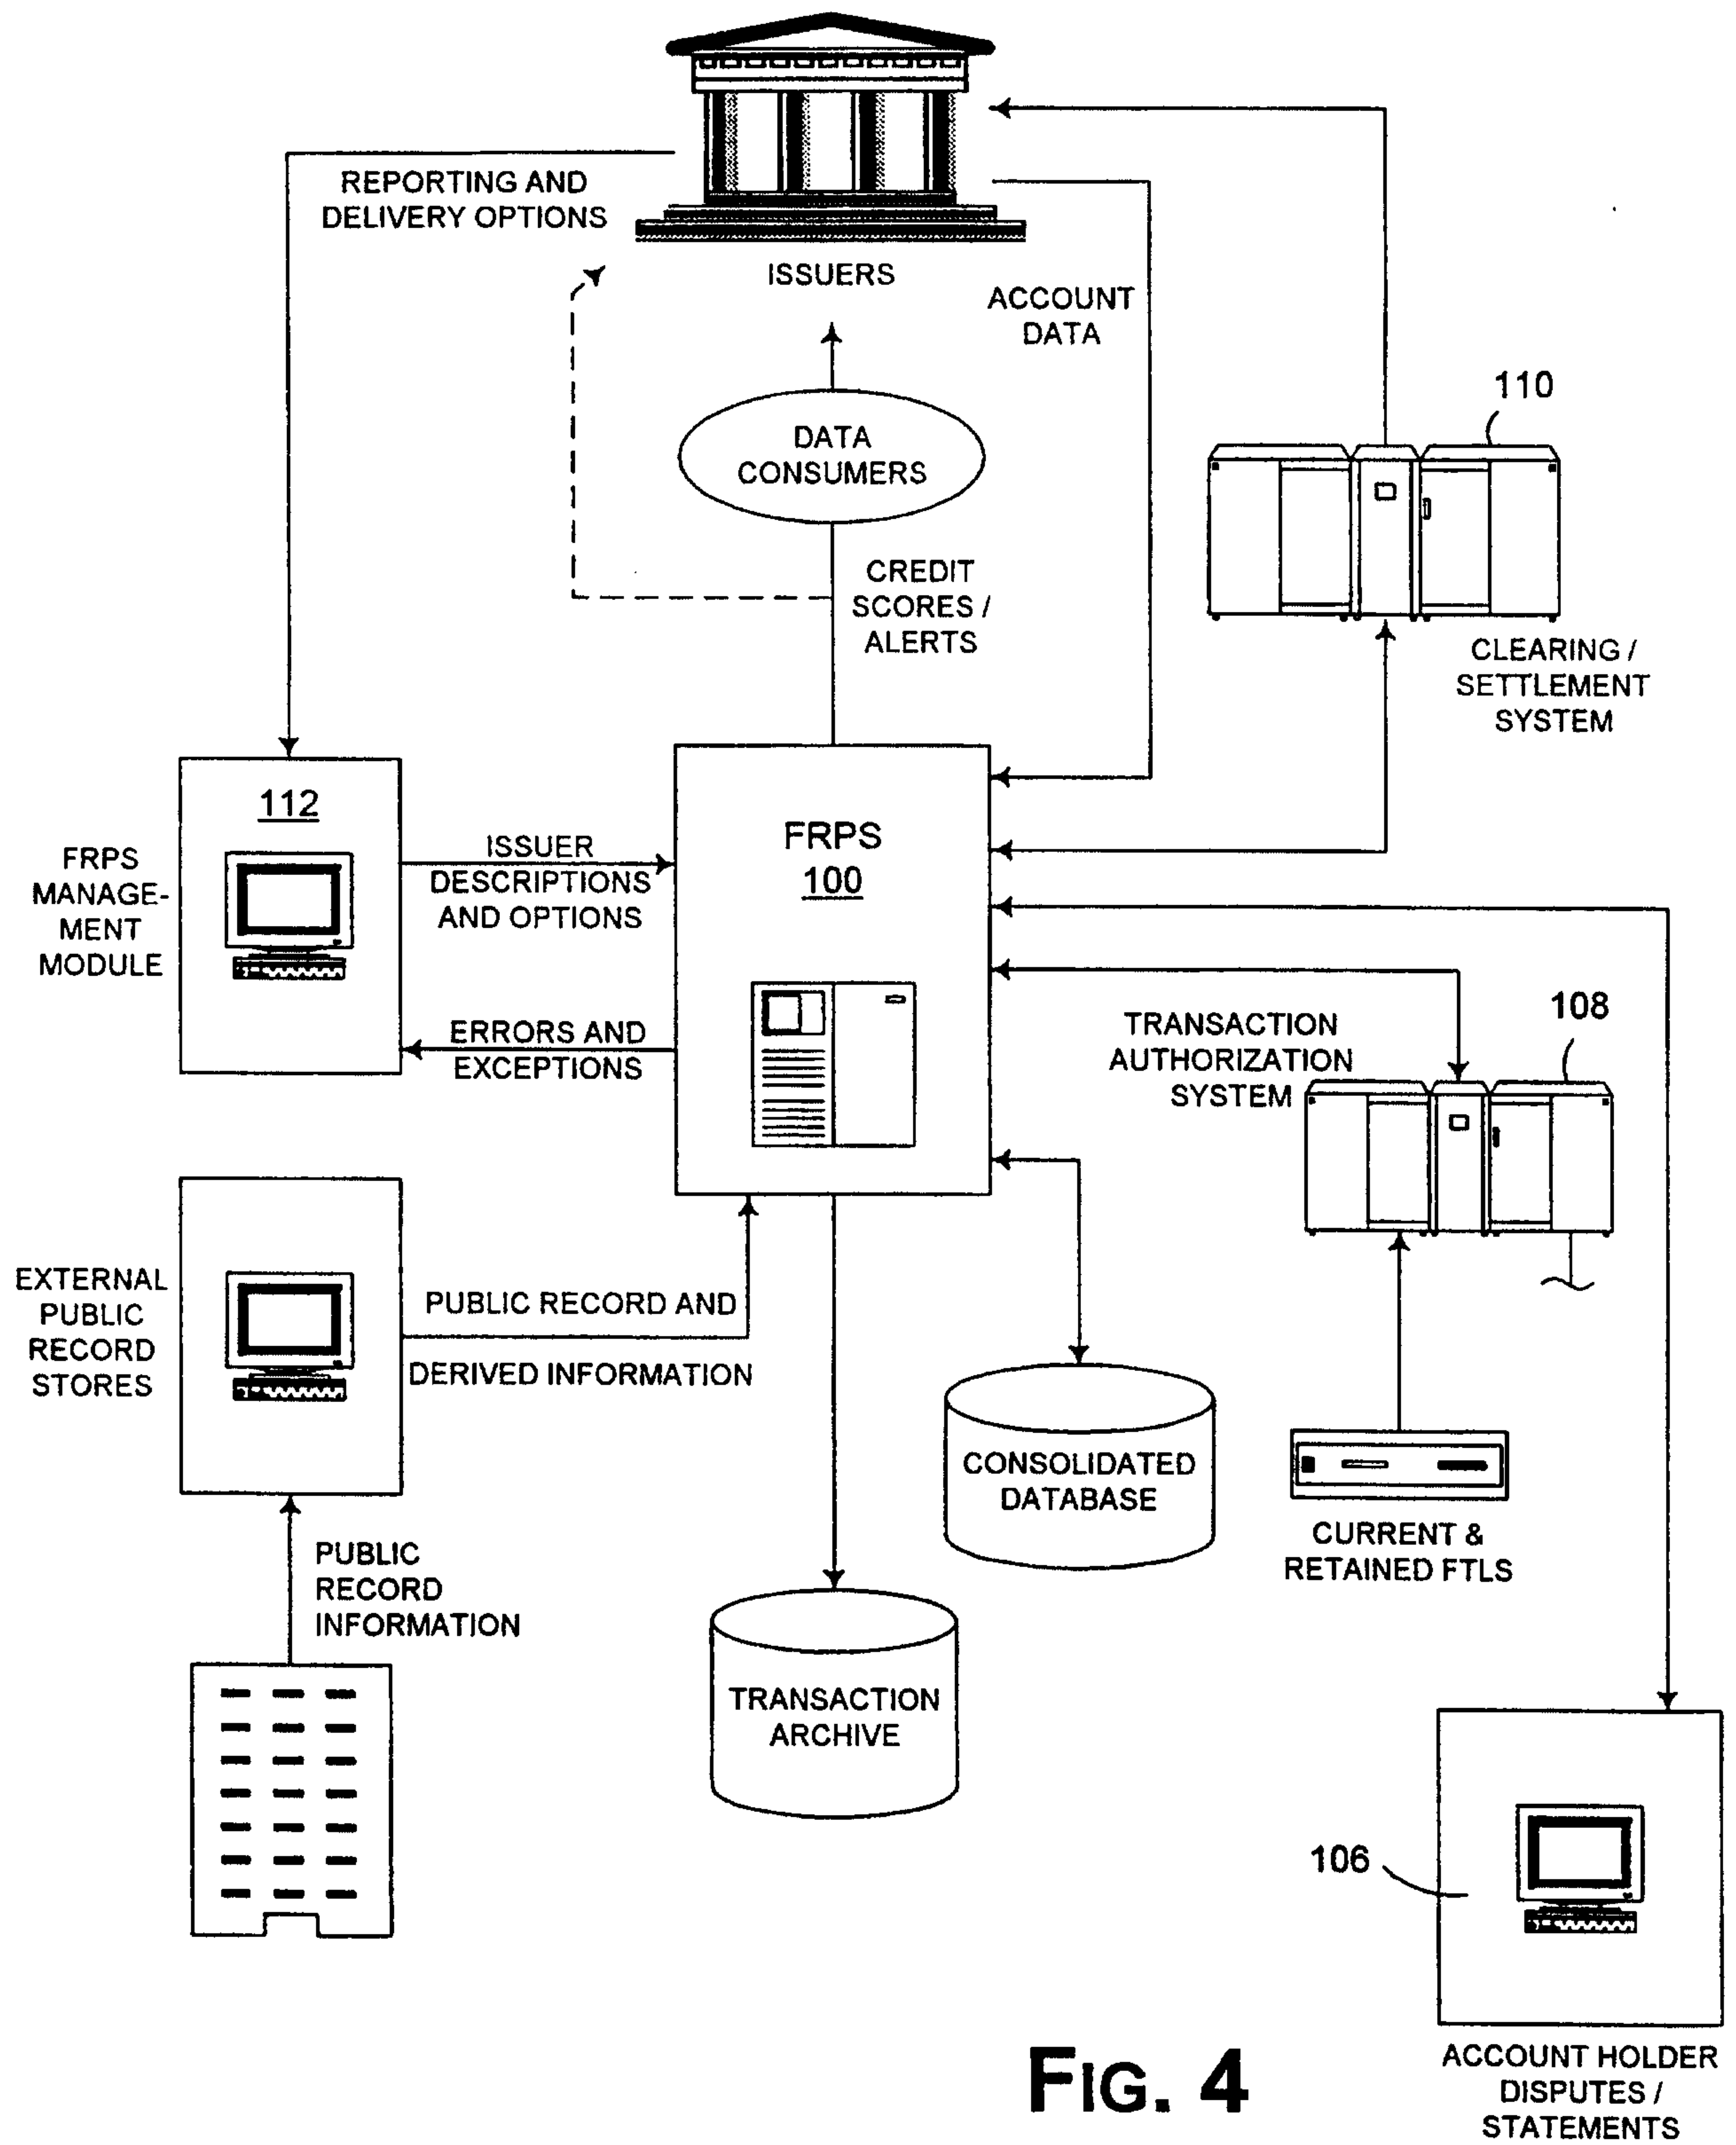 REPORTING AND
DELIVERY OPTIONS
ISSUERS
ACCOUNT
DATA
110
DATA
CONSUMERS
CREDIT
SCORES /
ALERTS
CLEARING /
SETTLEMENT
SYSTEM
112
FRPS
MANAGE-
MENT
MODULE
ISSUER
DESCRIPTIONS
AND OPTIONS
FRPS
100
ERRORS AND
EXCEPTIONS
TRANSACTION
AUTHORIZATION
SYSTEM
108
EXTERNAL
PUBLIC
RECORD
STORES
PUBLIC RECORD AND
DERIVED INFORMATION
CONSOLIDATED
DATABASE
CURRENT &
RETAINED FTLS
PUBLIC
RECORD
INFORMATION
TRANSACTION
ARCHIVE
106
ACCOUNT HOLDER
DISPUTES /
STATEMENTS
FIG. 4